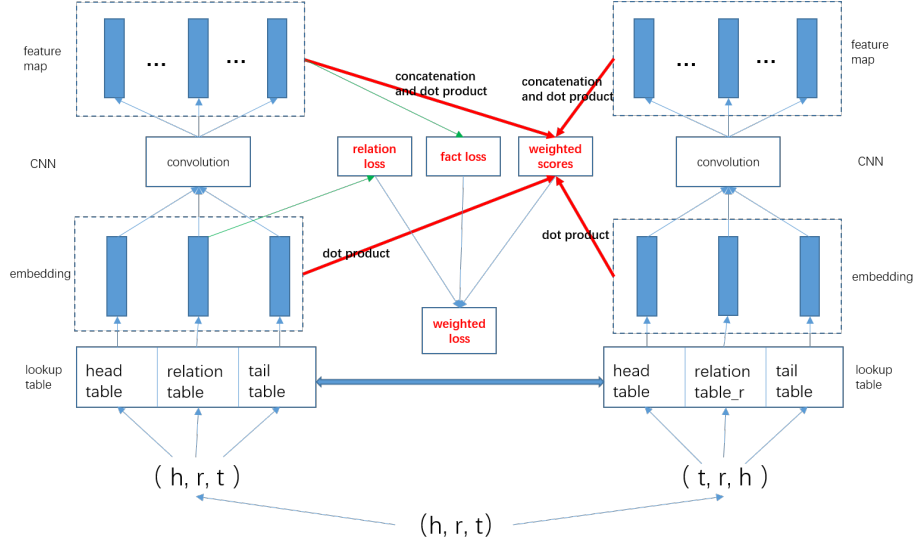 feature
map
...
...
concatenation
and dot product
concatenation
and dot product
...
...
feature
map
CNN
convolution
relation
loss
fact loss
weighted
scores
convolution
CNN
embedding
dot product
dot product
embedding
weighted
loss
lookup
table
head
table
relation
table
tail
table
head
table
relation
table_r
tail
table
lookup
table
( h, r, t )
( t, r, h )
(h, r, t)